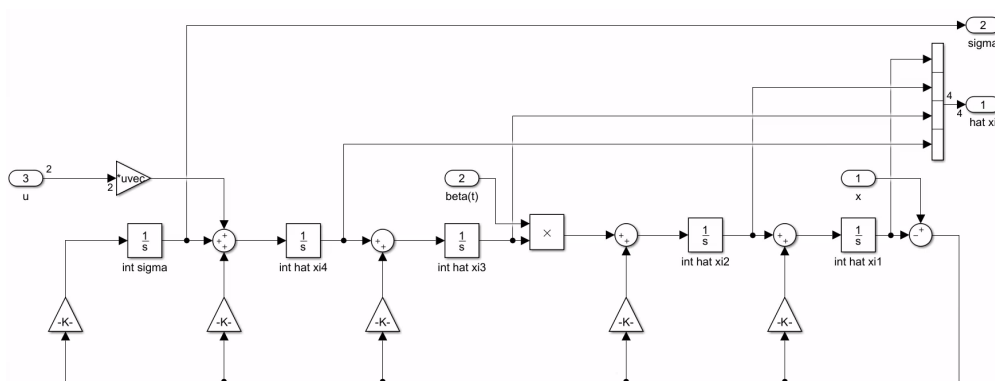 2
sigma
4
1
4
hat xi
3
2
u
2
*uvec
2
beta(t)
1
x
+
+
+
+
+
×
+
+
+
+
+
−
1
s
1
s
1
s
1
s
1
s
int sigma
int hat xi4
int hat xi3
int hat xi2
int hat xi1
-K-
-K-
-K-
-K-
-K-